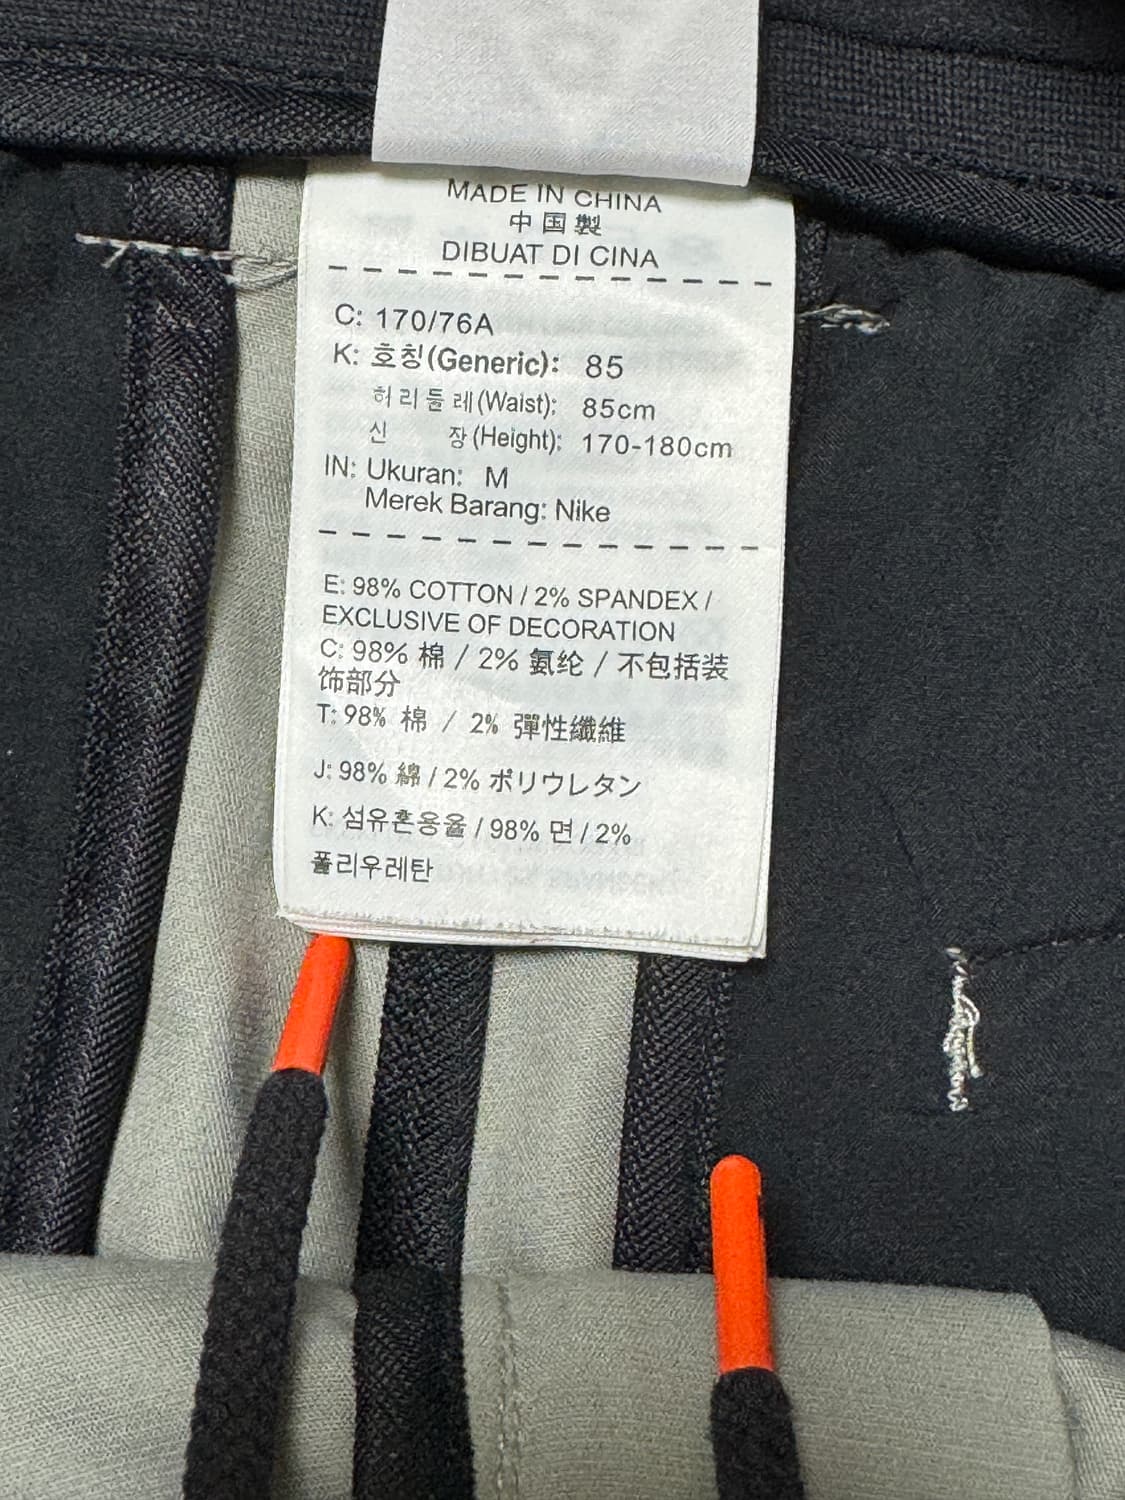 MADE IN CHINA
中国製
DIBUAT DI CINA
C: 170/76A
K: 호칭(Generic): 85
허리둘레(Waist): 85cm
신 장(Height): 170-180cm
IN: Ukuran: M
Merek Barang: Nike
E: 98% COTTON / 2% SPANDEX /
EXCLUSIVE OF DECORATION
C: 98% 棉 / 2% 氨纶 / 不包括装
饰部分
T: 98% 棉 / 2% 彈性纖維
J: 98% 綿 / 2% ポリウレタン
K: 섬유혼용율 / 98% 면 / 2%
폴리우레탄